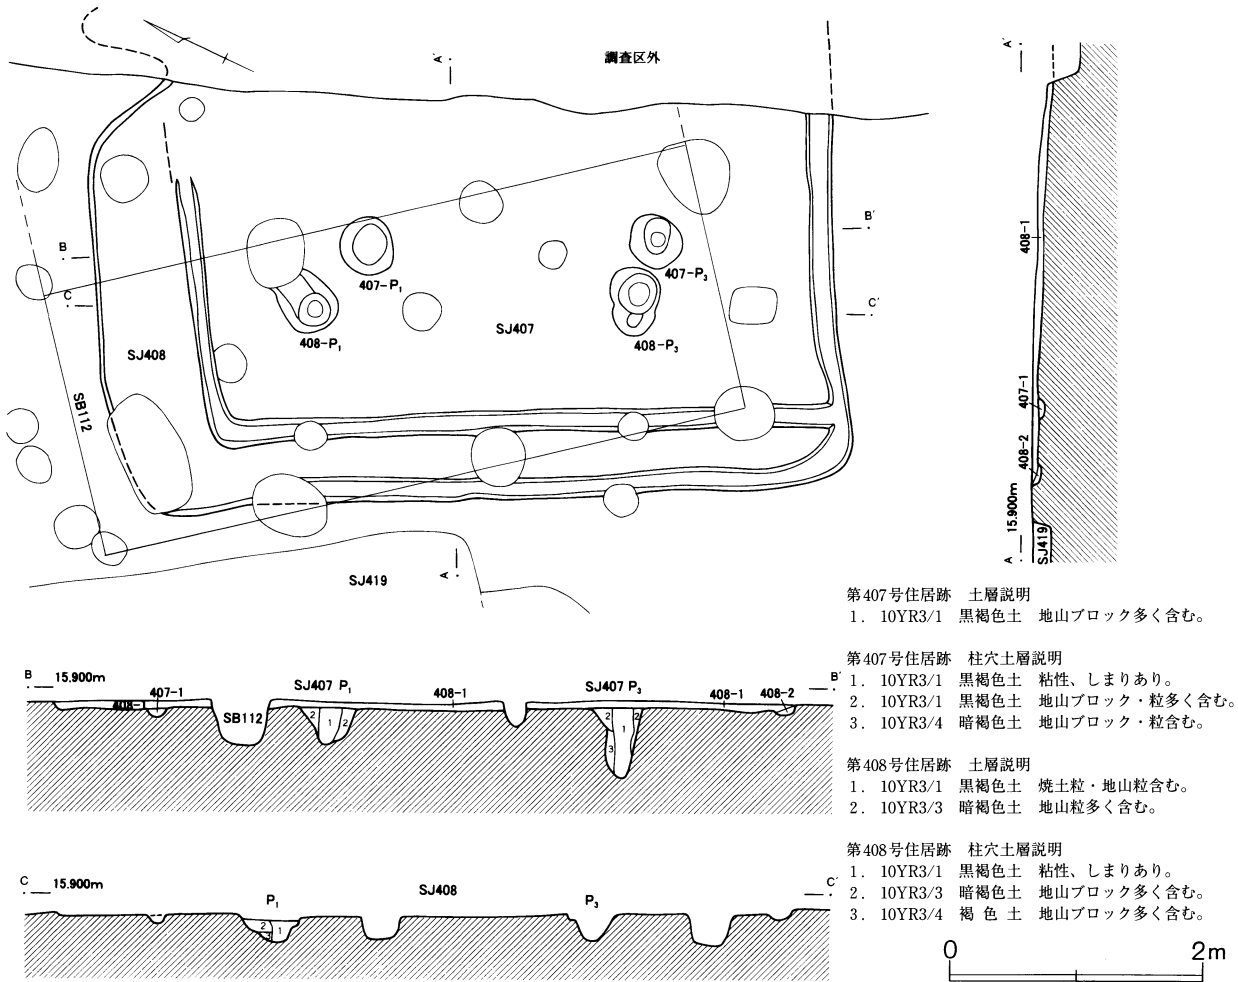 調査区外
A′
A′
B
B′
C
C′
407-P₁
407-P₃
408-P₁
408-P₃
SJ407
SJ408
SB112
SJ419
A
408-1
407-1
408-2
15.900m
A
SJ419
第407号住居跡　土層説明
1. 10YR3/1 黒褐色土 地山ブロック多く含む。
第407号住居跡　柱穴土層説明
1. 10YR3/1 黒褐色土 粘性、しまりあり。
2. 10YR3/1 黒褐色土 地山ブロック・粒多く含む。
3. 10YR3/4 暗褐色土 地山ブロック・粒含む。
第408号住居跡　土層説明
1. 10YR3/1 黒褐色土 焼土粒・地山粒含む。
2. 10YR3/3 暗褐色土 地山粒多く含む。
第408号住居跡　柱穴土層説明
1. 10YR3/1 黒褐色土 粘性、しまりあり。
2. 10YR3/3 暗褐色土 地山ブロック多く含む。
3. 10YR3/4 褐 色 土 地山ブロック多く含む。
B 15.900m
B′
407-1
SJ407 P₁
408-1
SJ407 P₃
408-1
408-2
408-
SB112
2 1 2
2 1 2
3
C 15.900m
C′
P₁
SJ408
P₃
2 1
3
0 2m